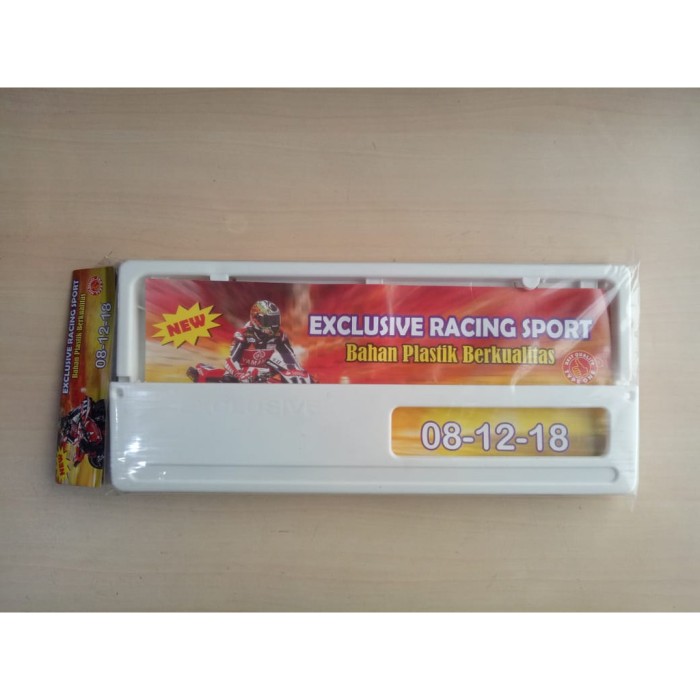 EXCLUSIVE RACING SPORT
Bahan Plastik Berkualitas
08-12-18
NEW
NEW
EXCLUSIVE RACING SPORT
Bahan Plastik Berkualitas
08-12-18